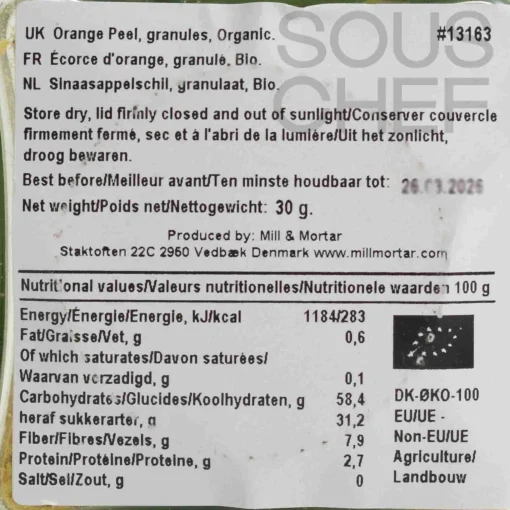 SOUS
CHEF
UK Orange Peel, granules, Organic. #13163
FR Écorce d'orange, granulé, Bio.
NL Sinaasappelschil, granulaat, Bio.
Store dry, lid firmly closed and out of sunlight/Conserver couvercle
firmement fermé, sec et à l'abri de la lumière/Uit het zonlicht,
droog bewaren.
Best before/Meilleur avant/Ten minste houdbaar tot: 26.03.2026
Net weight/Poids net/Nettogewicht: 30 g.
Produced by: Mill & Mortar
Staktoften 22C 2950 Vedbæk Denmark www.millmortar.com
Nutritional values/Valeurs nutritionelles/Nutritionele waarden 100 g
Energy/Énergie/Energie, kJ/kcal 1184/283
Fat/Graisse/Vet, g 0,6
Of which saturates/Davon saturées/
Waarvan verzadigd, g 0,1
Carbohydrates/Glucides/Koolhydraten, g 58,4
heraf sukkerarter, g 31,2
Fiber/Fibres/Vezels, g 7,9
Protein/Protéine/Proteine, g 2,7
Salt/Sel/Zout, g 0
DK-ØKO-100
EU/UE -
Non-EU/UE
Agriculture/
Landbouw